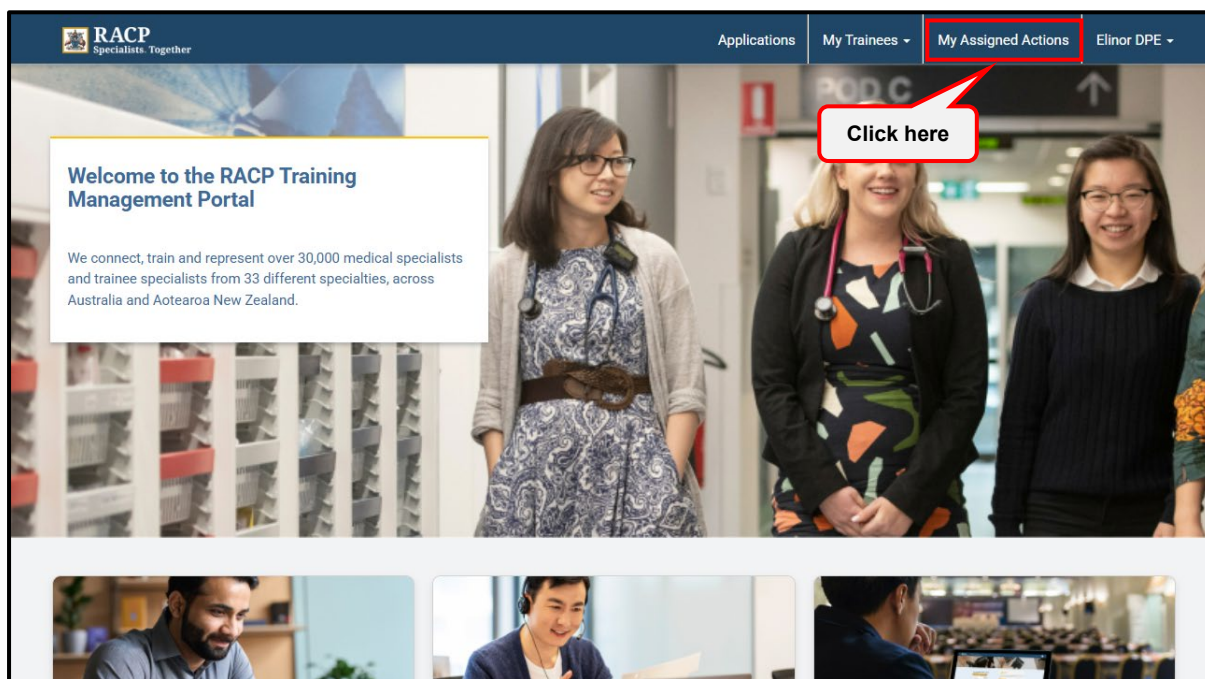 RACP
Specialists. Together
Applications
My Trainees
My Assigned Actions
Elinor DPE
POD C
Click here
Welcome to the RACP Training
Management Portal
We connect, train and represent over 30,000 medical specialists
and trainee specialists from 33 different specialties, across
Australia and Aotearoa New Zealand.